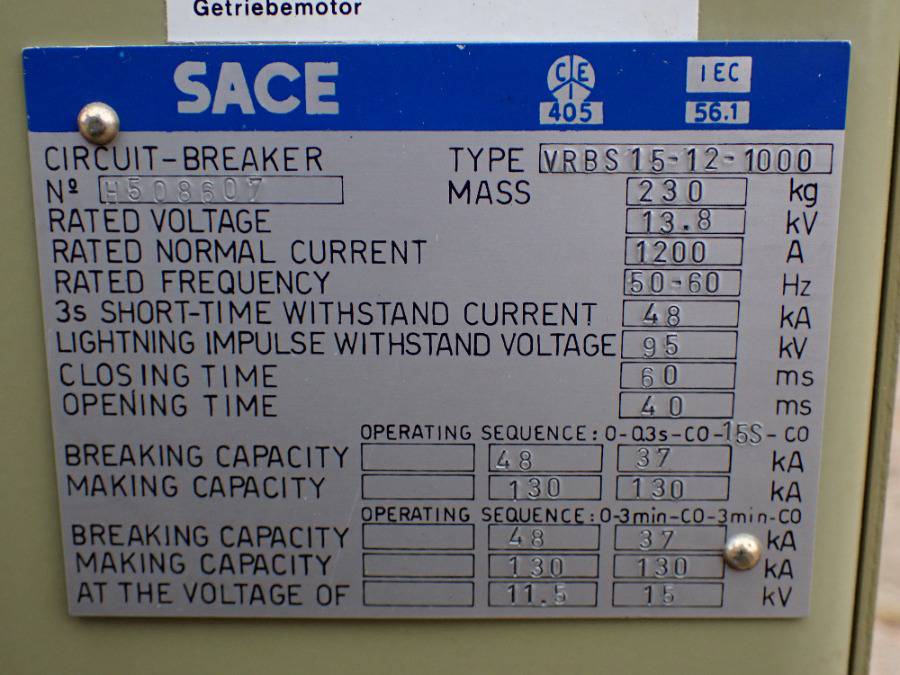 Getriebemotor
SACE CEI IEC
405 56.1
CIRCUIT-BREAKER TYPE VRBS 15-12-1000
Nº H508607 MASS 230 kg
RATED VOLTAGE 13.8 kV
RATED NORMAL CURRENT 1200 A
RATED FREQUENCY 50-60 Hz
3s SHORT-TIME WITHSTAND CURRENT 48 kA
LIGHTNING IMPULSE WITHSTAND VOLTAGE 95 kV
CLOSING TIME 60 ms
OPENING TIME 40 ms
OPERATING SEQUENCE: 0-0.3s-CO-15S-CO
BREAKING CAPACITY 48 37 kA
MAKING CAPACITY 130 130 kA
OPERATING SEQUENCE: 0-3min-CO-3min-CO
BREAKING CAPACITY 48 37 kA
MAKING CAPACITY 130 130 kA
AT THE VOLTAGE OF 11.5 15 kV